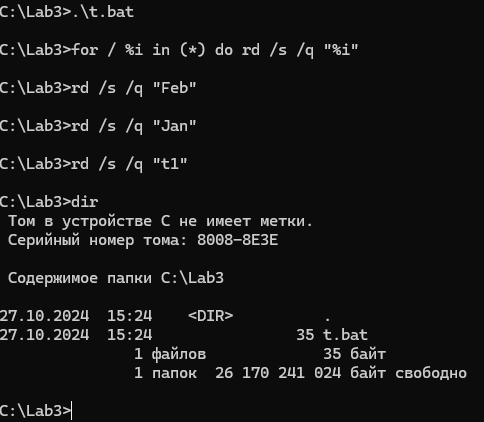 C:\Lab3>.\t.bat
C:\Lab3>for / %i in (*) do rd /s /q "%i"
C:\Lab3>rd /s /q "Feb"
C:\Lab3>rd /s /q "Jan"
C:\Lab3>rd /s /q "t1"
C:\Lab3>dir
Том в устройстве C не имеет метки.
Серийный номер тома: 8008-8E3E
Содержимое папки C:\Lab3
27.10.2024  15:24    <DIR>          .
27.10.2024  15:24                35 t.bat
1 файлов             35 байт
1 папок  26 170 241 024 байт свободно
C:\Lab3>